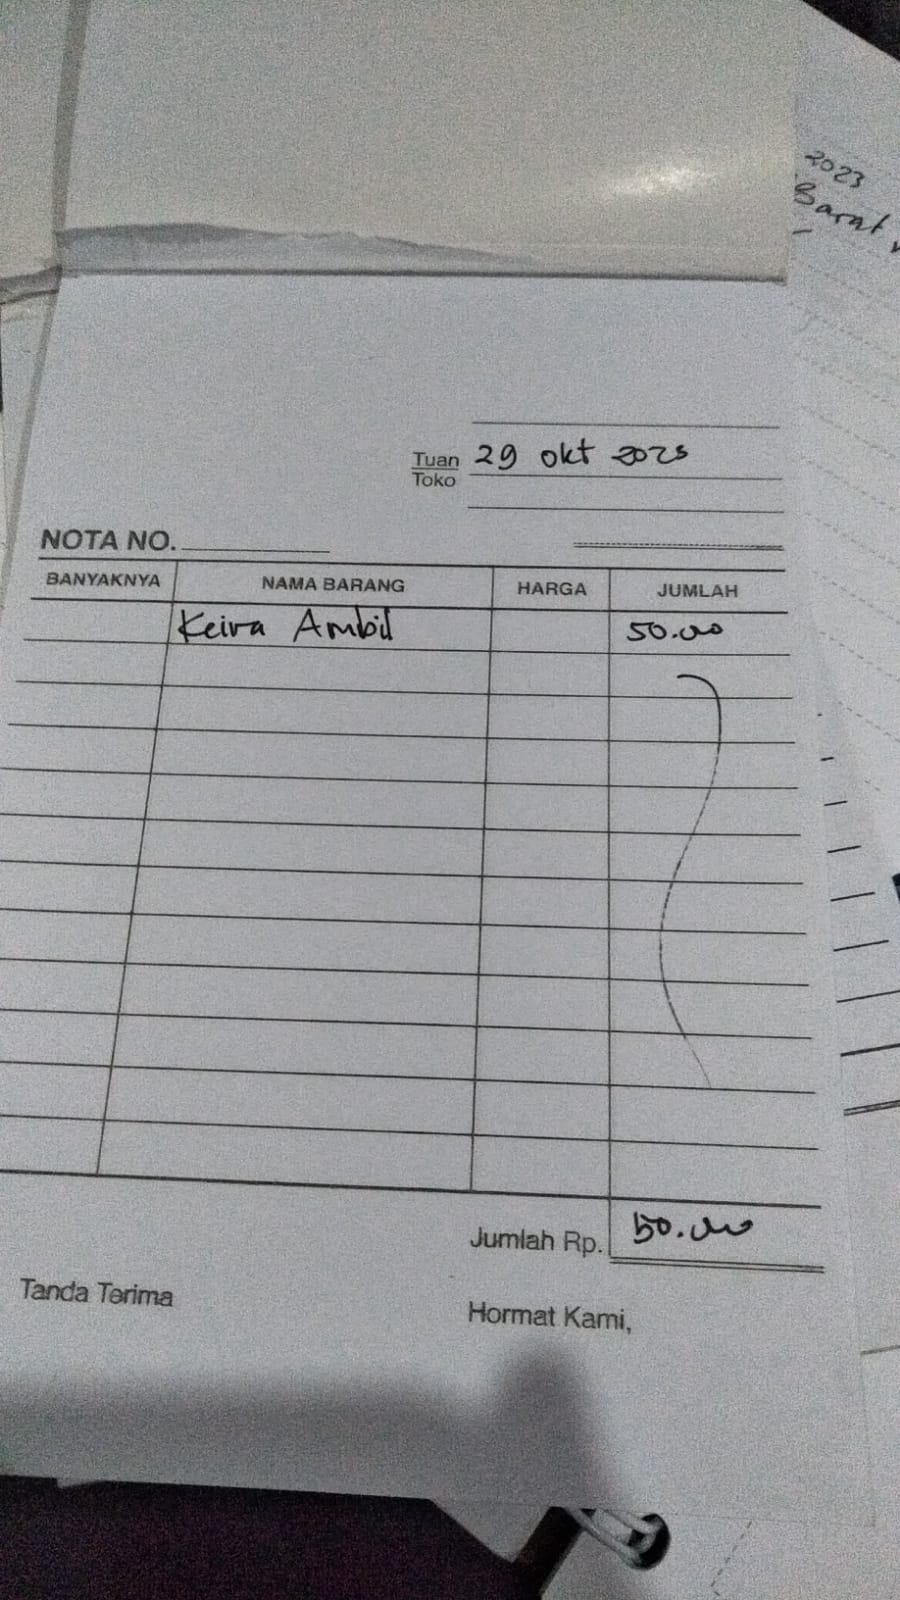 2023
Barat
Tuan 29 okt 2025
Toko
NOTA NO.
BANYAKNYA NAMA BARANG HARGA JUMLAH
Keira Ambil 50.000
Jumlah Rp. 50.000
Tanda Terima
Hormat Kami,